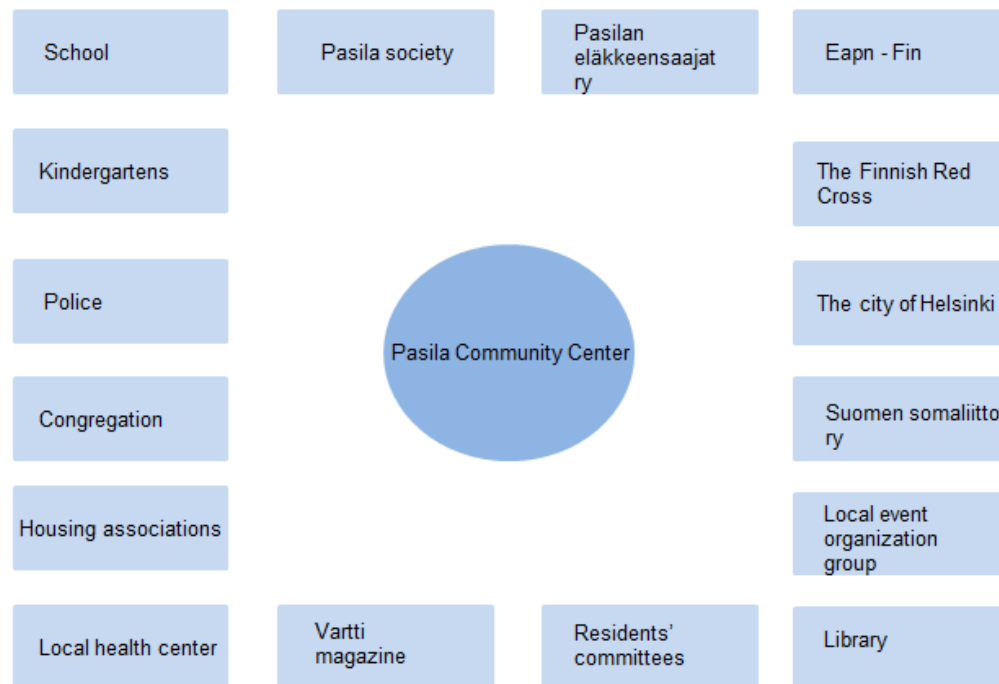 School
Pasila society
Pasilan
eläkkeensaajat
ry
Eapn - Fin
Kindergartens
The Finnish Red
Cross
Police
The city of Helsinki
Pasila Community Center
Congregation
Suomen somaliitto
ry
Housing associations
Local event
organization
group
Local health center
Vartti
magazine
Residents’
committees
Library